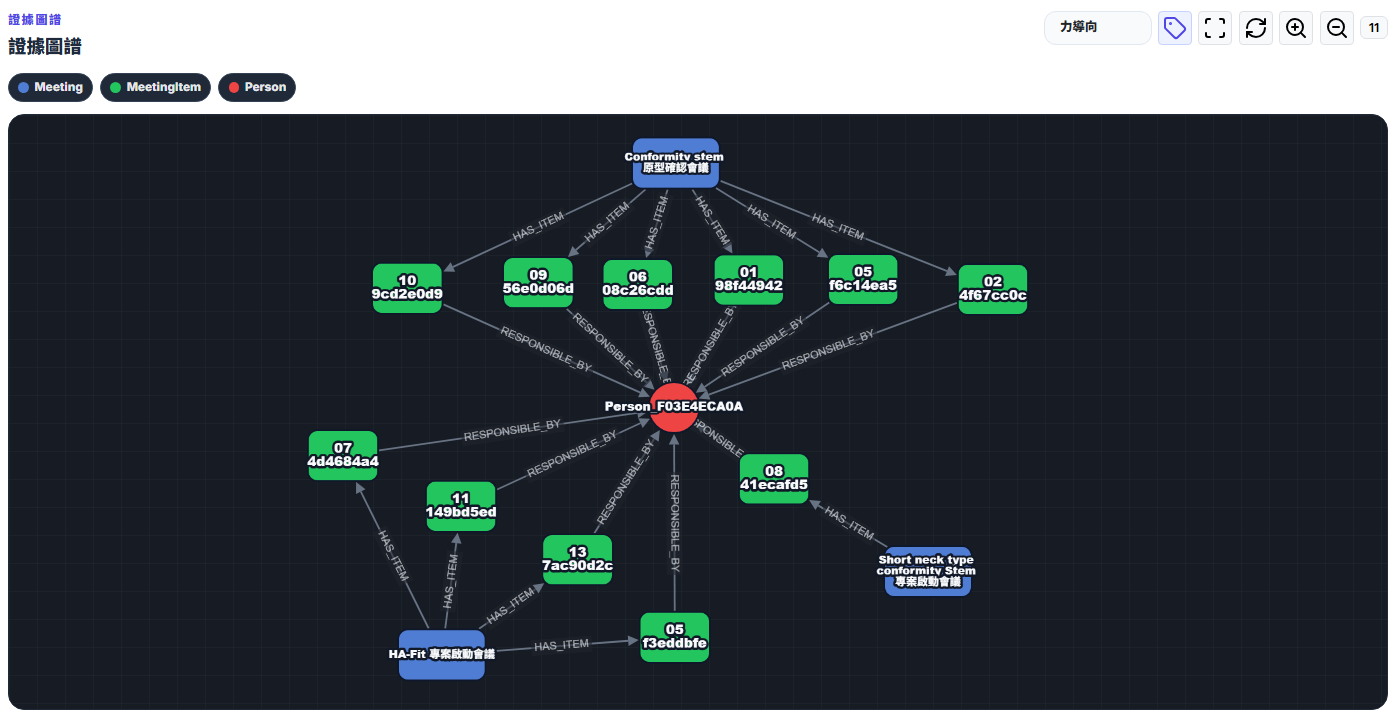 證據圖譜
證據圖譜
力導向
11
Meeting
MeetingItem
Person
Conformity stem
原型確認會議
HAS_ITEM
HAS_ITEM
HAS_ITEM
HAS_ITEM
HAS_ITEM
HAS_ITEM
10
9cd2e0d9
09
56e0d06d
06
08c26cdd
01
98f44942
05
f6c14ea5
02
4f67cc0c
RESPONSIBLE_BY
RESPONSIBLE_BY
SPONSIBLE_B
RESPONSIBLE_BY
RESPONSIBLE_BY
RESPONSIBLE_BY
Person_F03E4ECA0A
RESPONSIBLE_BY
RESPONSIBLE_BY
RESPONSIBLE_BY
RESPONSIBLE_BY
PONSIBLE
07
4d4684a4
11
149bd5ed
08
41ecafd5
13
7ac90d2c
HAS_ITEM
HAS_ITEM
HAS_ITEM
HAS_ITEM
HAS_ITEM
Short neck type
conformity Stem
專案啟動會議
05
f3eddbfe
HA-Fit 專案啟動會議